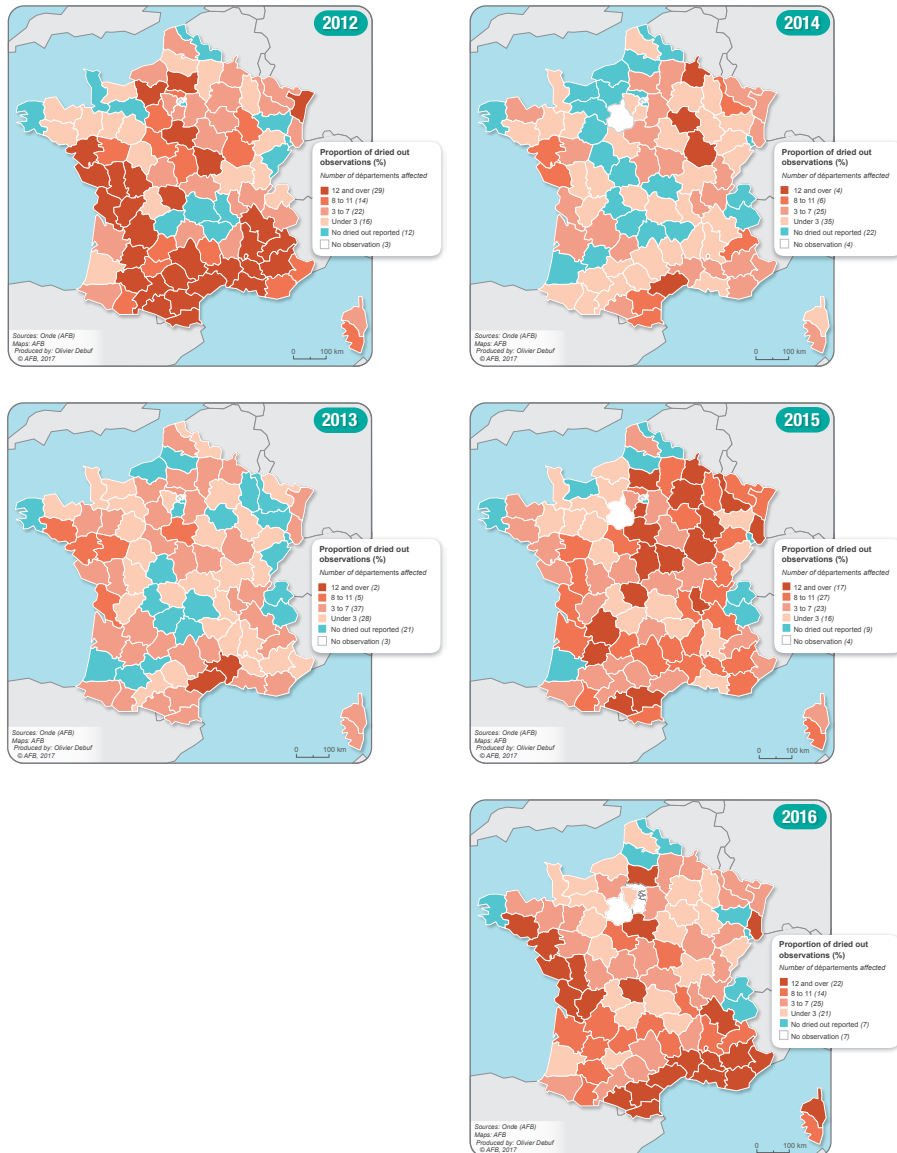 2012
Proportion of dried out
observations (%)
Number of départements affected
12 and over (29)
8 to 11 (14)
3 to 7 (22)
Under 3 (16)
No dried out reported (12)
No observation (3)
Sources: Onde (AFB)
Maps: AFB
Produced by: Olivier Debuf
© AFB, 2017
0 100 km
2014
Proportion of dried out
observations (%)
Number of départements affected
12 and over (4)
8 to 11 (6)
3 to 7 (25)
Under 3 (35)
No dried out reported (22)
No observation (4)
Sources: Onde (AFB)
Maps: AFB
Produced by: Olivier Debuf
© AFB, 2017
0 100 km
2013
Proportion of dried out
observations (%)
Number of départements affected
12 and over (2)
8 to 11 (5)
3 to 7 (37)
Under 3 (28)
No dried out reported (21)
No observation (3)
Sources: Onde (AFB)
Maps: AFB
Produced by: Olivier Debuf
© AFB, 2017
0 100 km
2015
Proportion of dried out
observations (%)
Number of départements affected
12 and over (17)
8 to 11 (27)
3 to 7 (23)
Under 3 (16)
No dried out reported (9)
No observation (4)
Sources: Onde (AFB)
Maps: AFB
Produced by: Olivier Debuf
© AFB, 2017
0 100 km
2016
Proportion of dried out
observations (%)
Number of départements affected
12 and over (22)
8 to 11 (14)
3 to 7 (25)
Under 3 (21)
No dried out reported (7)
No observation (7)
Sources: Onde (AFB)
Maps: AFB
Produced by: Olivier Debuf
© AFB, 2017
0 100 km